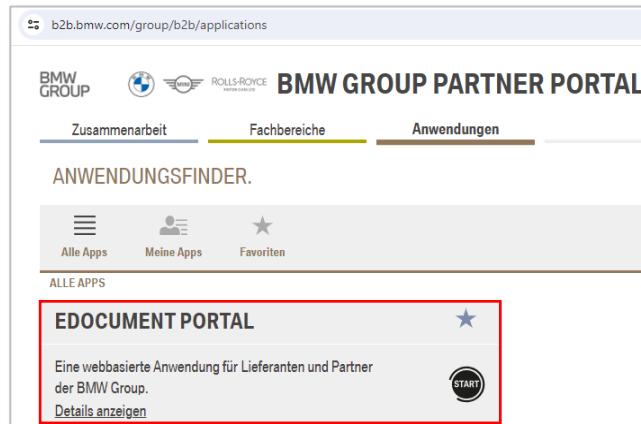 b2b.bmw.com/group/b2b/applications
BMW GROUP
MINI
ROLLS-ROYCE
BMW GROUP PARTNER PORTAL
Zusammenarbeit
Fachbereiche
Anwendungen
ANWENDUNGSFINDER.
Alle Apps
Meine Apps
Favoriten
ALLE APPS
EDOCUMENT PORTAL
Eine webbasierte Anwendung für Lieferanten und Partner
der BMW Group.
START
Details anzeigen